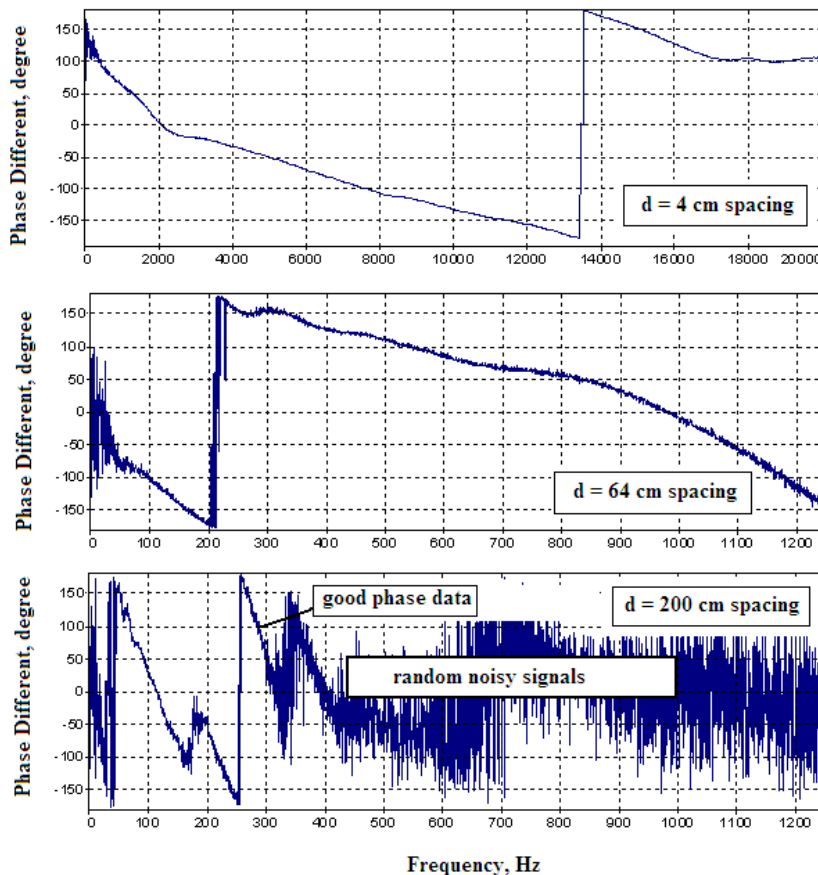 Phase Different, degree
150
100
50
0
-50
-100
-150
d = 4 cm spacing
0 2000 4000 6000 8000 10000 12000 14000 16000 18000 20000
Phase Different, degree
150
100
50
0
-50
-100
-150
d = 64 cm spacing
0 100 200 300 400 500 600 700 800 900 1000 1100 1200
Phase Different, degree
150
100
50
0
-50
-100
-150
good phase data
d = 200 cm spacing
random noisy signals
0 100 200 300 400 500 600 700 800 900 1000 1100 1200
Frequency, Hz